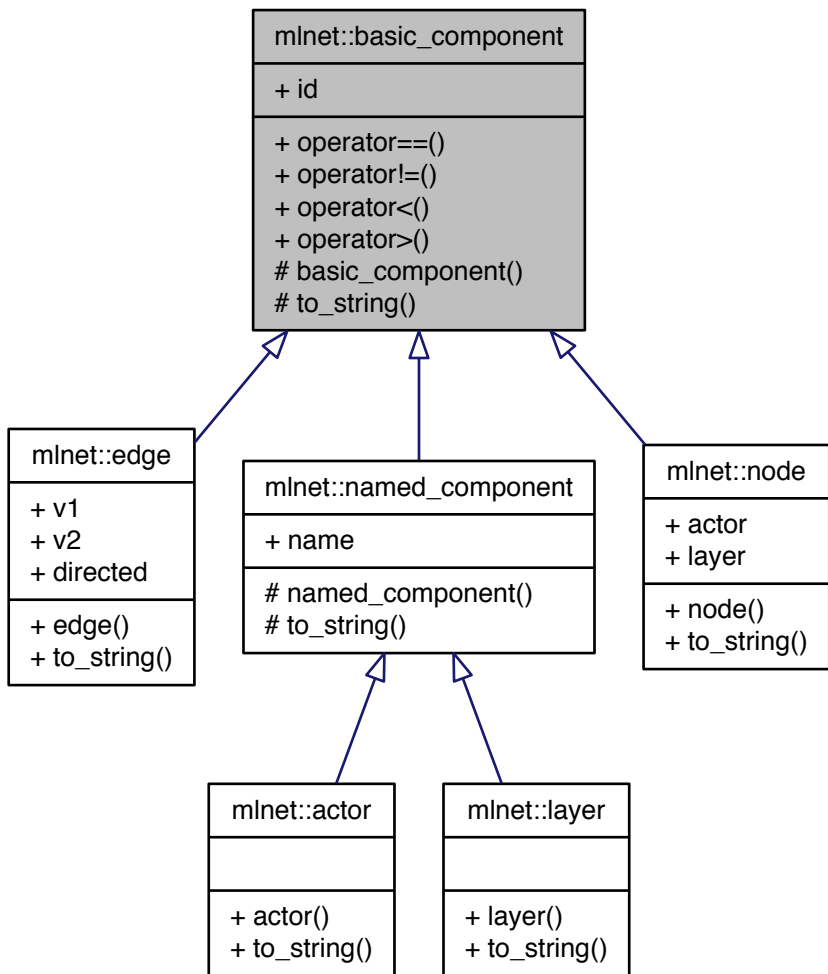 mlnet::basic_component
+ id
+ operator==()
+ operator!=()
+ operator<()
+ operator>()
# basic_component()
# to_string()
mlnet::edge
+ v1
+ v2
+ directed
+ edge()
+ to_string()
mlnet::named_component
+ name
# named_component()
# to_string()
mlnet::node
+ actor
+ layer
+ node()
+ to_string()
mlnet::actor
+ actor()
+ to_string()
mlnet::layer
+ layer()
+ to_string()